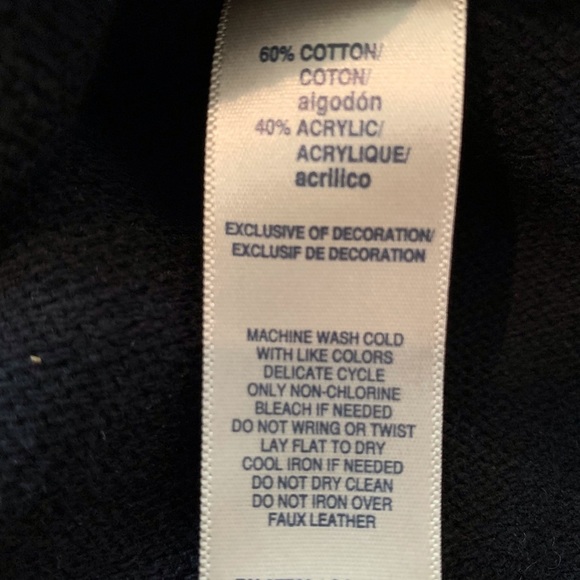 60% COTTON/
COTON/
algodón
40% ACRYLIC/
ACRYLIQUE/
acrilico
EXCLUSIVE OF DECORATION/
EXCLUSIF DE DECORATION
MACHINE WASH COLD
WITH LIKE COLORS
DELICATE CYCLE
ONLY NON-CHLORINE
BLEACH IF NEEDED
DO NOT WRING OR TWIST
LAY FLAT TO DRY
COOL IRON IF NEEDED
DO NOT DRY CLEAN
DO NOT IRON OVER
FAUX LEATHER